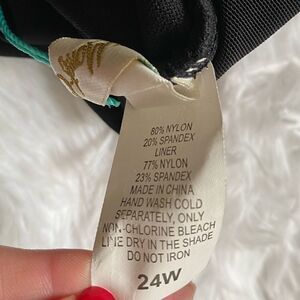 80% NYLON
20% SPANDEX
LINER
77% NYLON
23% SPANDEX
MADE IN CHINA
HAND WASH COLD
SEPARATELY, ONLY
NON-CHLORINE BLEACH
LINE DRY IN THE SHADE
DO NOT IRON
24W